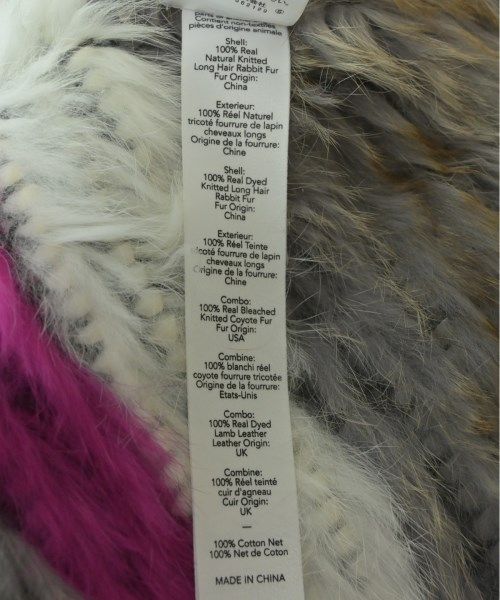 Contient non-textiles
pièces d'origine animale
Shell:
100% Real
Natural Knitted
Long Hair Rabbit Fur
Fur Origin:
China
Exterieur:
100% Réel Naturel
tricoté fourrure de lapin
cheveaux longs
Origine de la fourrure:
Chine
Shell:
100% Real Dyed
Knitted Long Hair
Rabbit Fur
Fur Origin:
China
Exterieur:
100% Réel Teinte
tricoté fourrure de lapin
cheveaux longs
Origine de la fourrure:
Chine
Combo:
100% Real Bleached
Knitted Coyote Fur
Fur Origin:
USA
Combine:
100% blanchi réel
coyote fourrure tricotée
Origine de la fourrure:
Etats-Unis
Combo:
100% Real Dyed
Lamb Leather
Leather Origin:
UK
Combine:
100% Réel teinté
cuir d'agneau
Cuir Origin:
UK
—
100% Cotton Net
100% Net de Coton
MADE IN CHINA